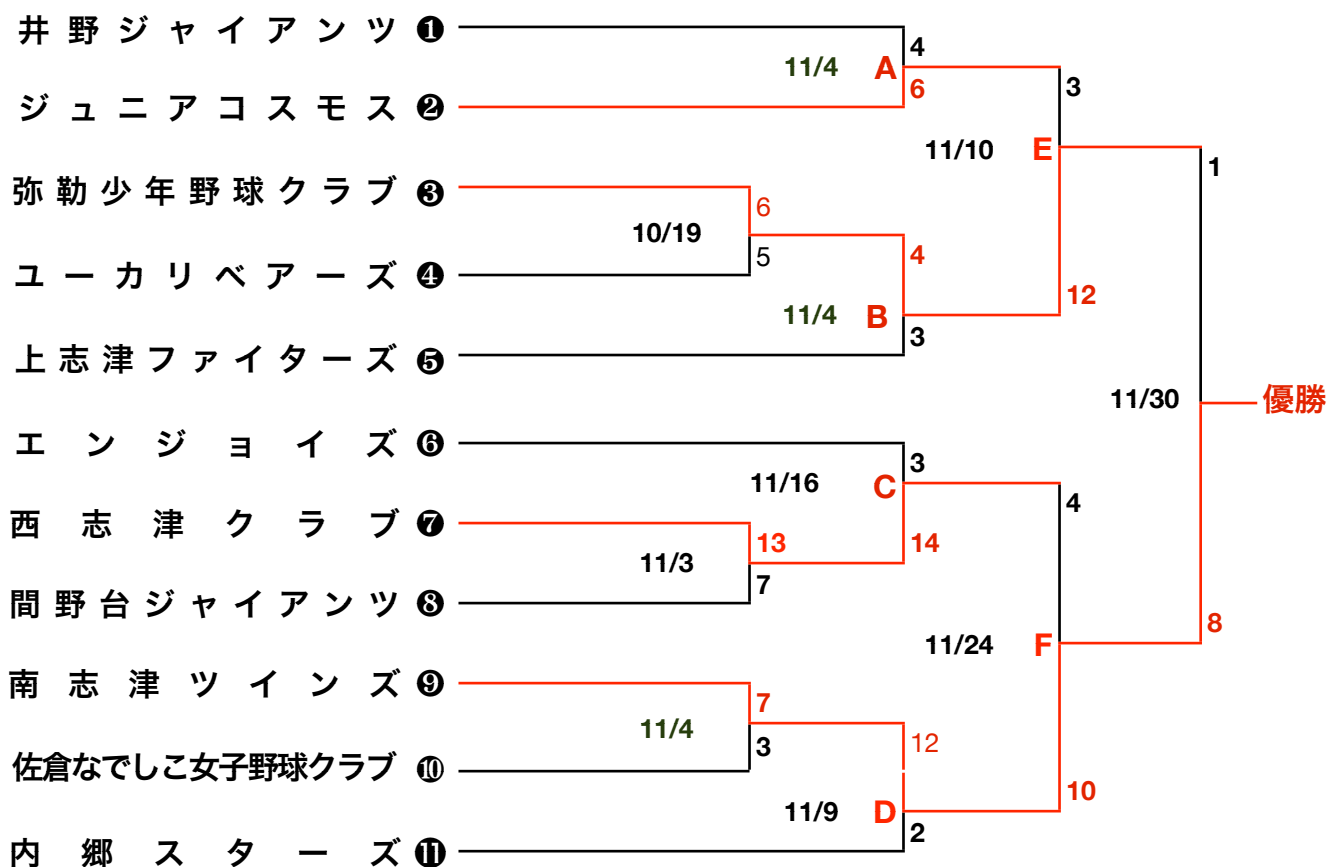 井野ジャイアンツ ❶
4
11/4 A
6
3
ジュニアコスモス ❷
11/10 E
1
弥勒少年野球クラブ ❸
6
10/19
4
5
ユーカリベアーズ ❹
12
11/4 B
3
上志津ファイターズ ❺
11/30 優勝
エンジョイズ ❻
3
11/16 C
4
西志津クラブ ❼
13
14
11/3
7
間野台ジャイアンツ ❽
8
11/24 F
南志津ツインズ ❾
7
11/4
12
3
佐倉なでしこ女子野球クラブ ❿
10
11/9 D
2
内郷スターズ ⓫